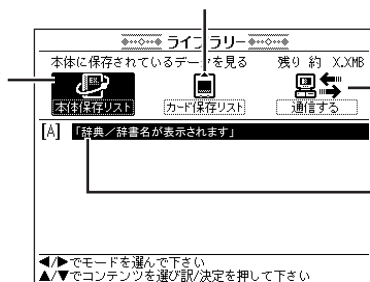 ライブラリー
本体に保存されているデータを見る 残り 約 X.XMB
本体保存リスト カード保存リスト 通信する
[A] 「辞典／辞書名が表示されます」
◀/▶でモードを選んで下さい
▲/▼でコンテンツを選び訳/決定を押して下さい